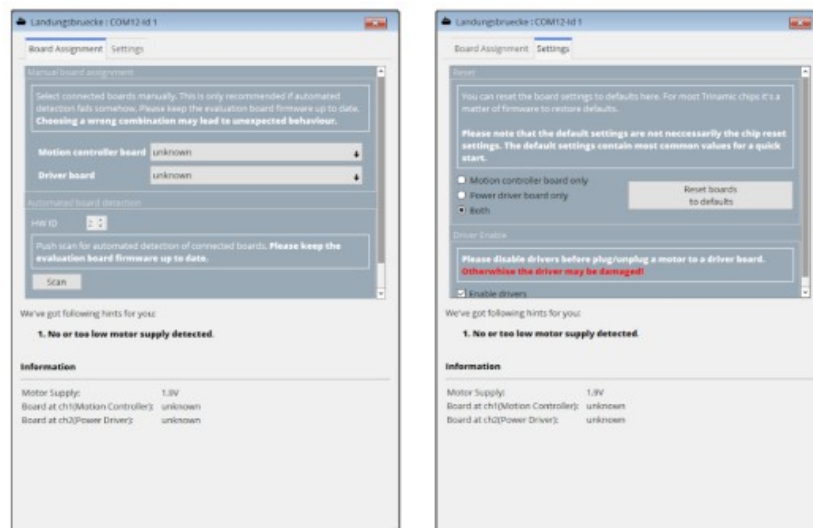 Landungsbruecke : COM12-Id 1
Board Assignment Settings
Manual board assignment
Select connected boards manually. This is only recommended if automated
detection fails somehow. Please keep the evaluation board firmware up to date.
Choosing a wrong combination may lead to unexpected behaviour.
Motion controller board unknown
Driver board unknown
Automated board detection
HW ID 2
Push scan for automated detection of connected boards. Please keep the
evaluation board firmware up to date.
Scan
We've got following hints for you:
1. No or too low motor supply detected.
Information
Motor Supply: 1.9V
Board at ch1(Motion Controller): unknown
Board at ch2(Power Driver): unknown
Landungsbruecke : COM12-Id 1
Board Assignment Settings
Reset
You can reset the board settings to defaults here. For most Trinamic chips it's a
matter of firmware to restore defaults.
Please note that the default settings are not neccessarily the chip reset
settings. The default settings contain most common values for a quick
start.
Motion controller board only
Power driver board only
Both
Reset boards
to defaults
Driver Enable
Please disable drivers before plug/unplug a motor to a driver board.
Otherwhise the driver may be damaged!
Enable drivers
We've got following hints for you:
1. No or too low motor supply detected.
Information
Motor Supply: 1.9V
Board at ch1(Motion Controller): unknown
Board at ch2(Power Driver): unknown